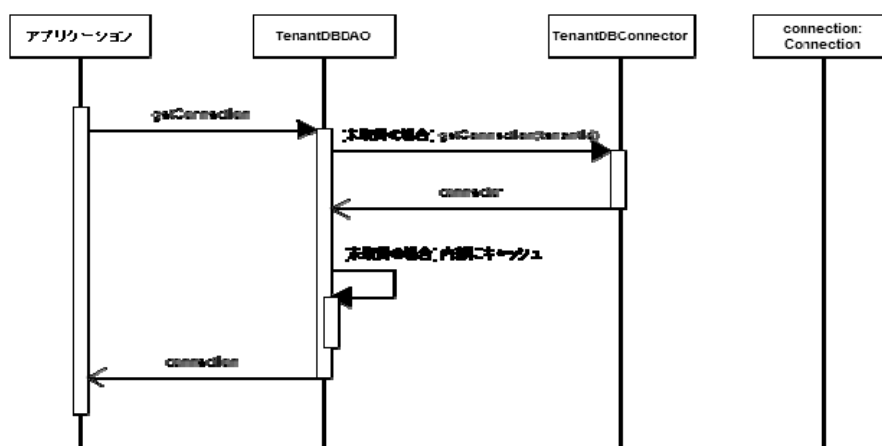 アプリケーション
TenantDBDAO
TenantDBConnector
connection:
Connection
getConnection
[未取得の場合] getConnection(tenantId)
connection
[未取得の場合] 内部にキャッシュ
connection